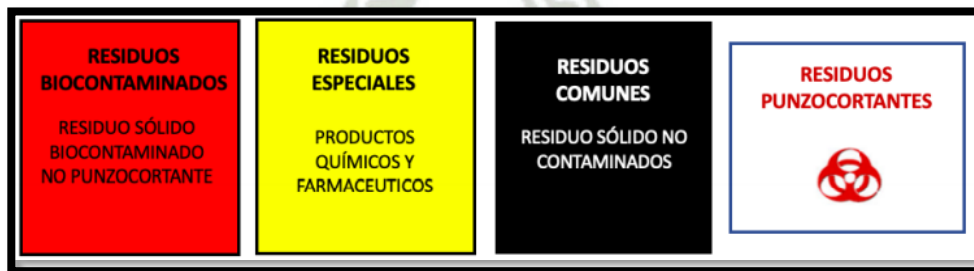 RESIDUOS
BIOCONTAMINADOS
RESIDUO SÓLIDO
BIOCONTAMINADO
NO PUNZOCORTANTE
RESIDUOS
ESPECIALES
PRODUCTOS
QUÍMICOS Y
FARMACEUTICOS
RESIDUOS
COMUNES
RESIDUO SÓLIDO NO
CONTAMINADOS
RESIDUOS
PUNZOCORTANTES